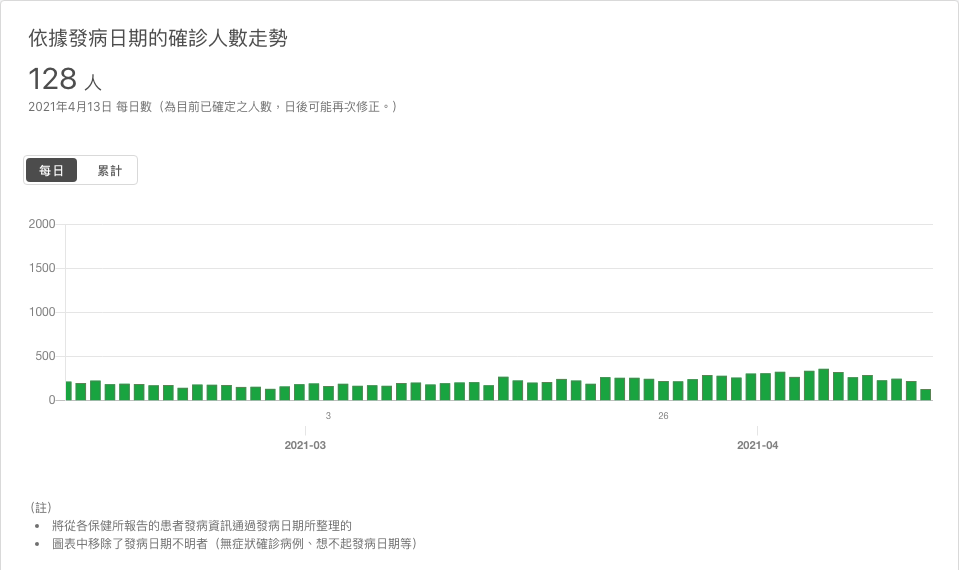 依據發病日期的確診人數走勢
128 人
2021年4月13日 每日數（為目前已確定之人數，日後可能再次修正。）
每日 累計
2000
1500
1000
500
0
3 26
2021-03 2021-04
（註）
• 將從各保健所報告的患者發病資訊通過發病日期所整理的
• 圖表中移除了發病日期不明者（無症狀確診病例、想不起發病日期等）